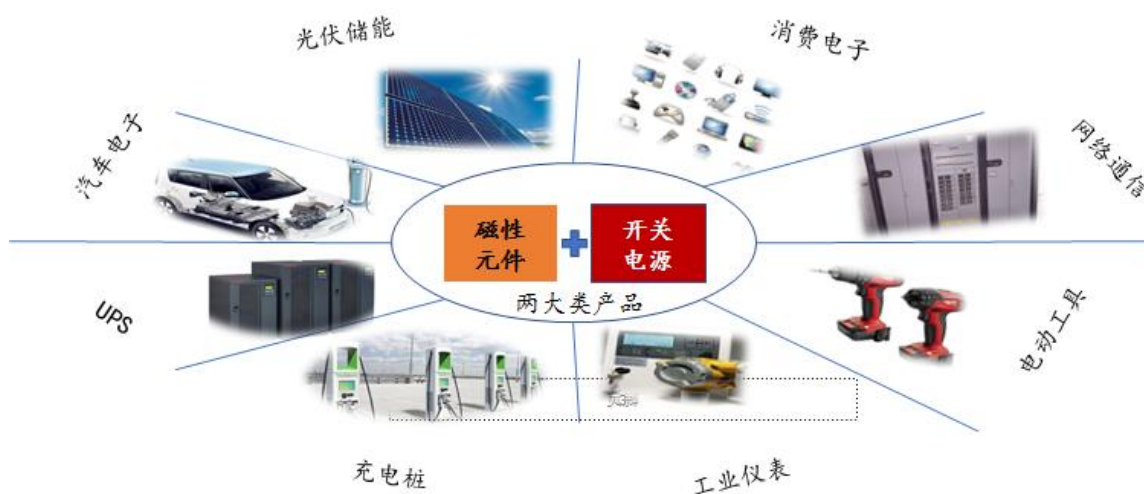 光伏储能
消费电子
汽车电子
网络通信
磁性
元件
开关
电源
两大类产品
UPS
电动工具
充电桩
工业仪表